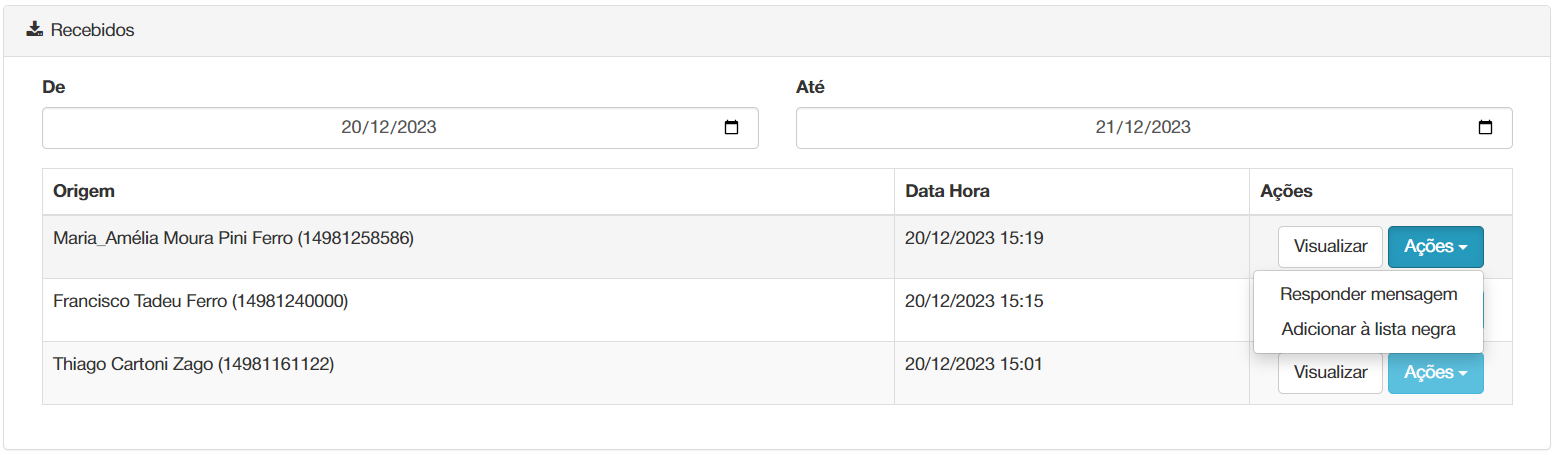 Recebidos
De Até
20/12/2023 21/12/2023
Origem Data Hora Ações
Maria_Amélia Moura Pini Ferro (14981258586) 20/12/2023 15:19 Visualizar Ações
Francisco Tadeu Ferro (14981240000) 20/12/2023 15:15
Responder mensagem
Adicionar à lista negra
Thiago Cartoni Zago (14981161122) 20/12/2023 15:01 Visualizar Ações